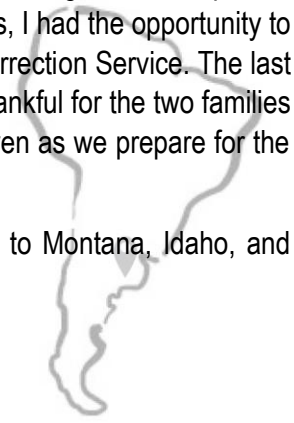 s, I had the opportunity to
rrection Service. The last
ankful for the two families
ven as we prepare for the
to Montana, Idaho, and